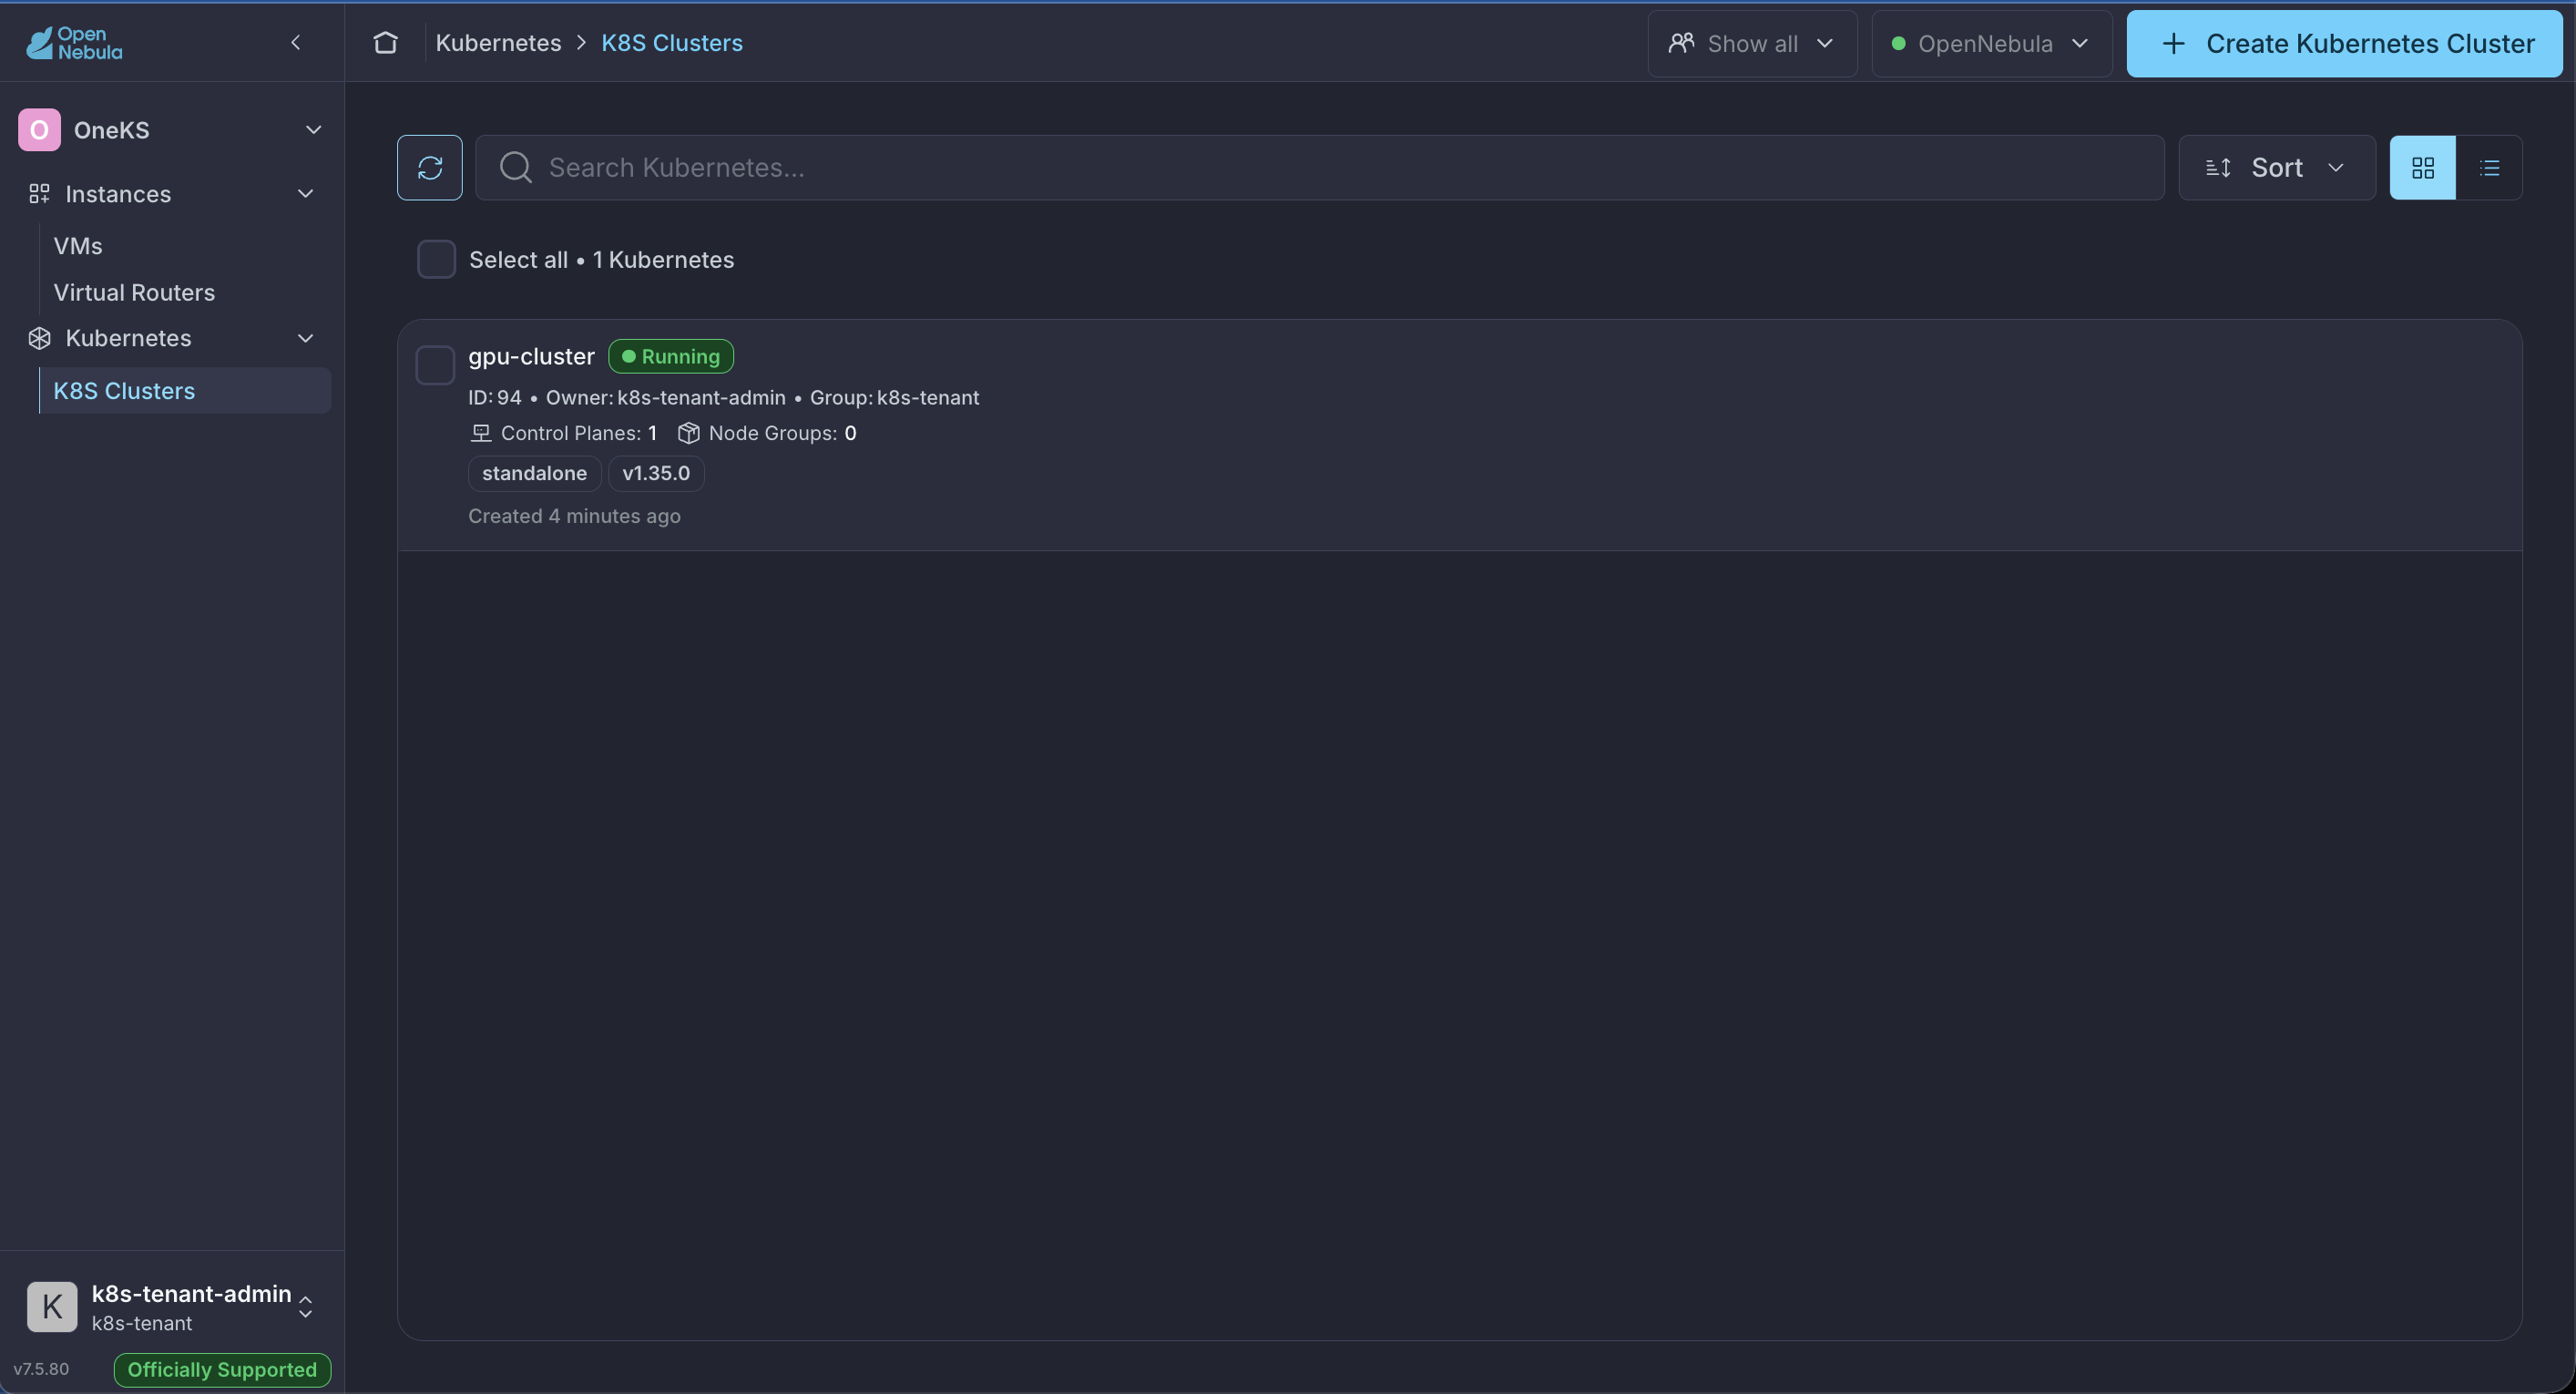 Open
Nebula
Kubernetes > K8S Clusters
Show all
OpenNebula
+ Create Kubernetes Cluster
O OneKS
Instances
VMs
Virtual Routers
Kubernetes
K8S Clusters
Search Kubernetes...
Sort
Select all • 1 Kubernetes
gpu-cluster Running
ID: 94 • Owner: k8s-tenant-admin • Group: k8s-tenant
Control Planes: 1 Node Groups: 0
standalone v1.35.0
Created 4 minutes ago
K k8s-tenant-admin
k8s-tenant
v7.5.80 Officially Supported